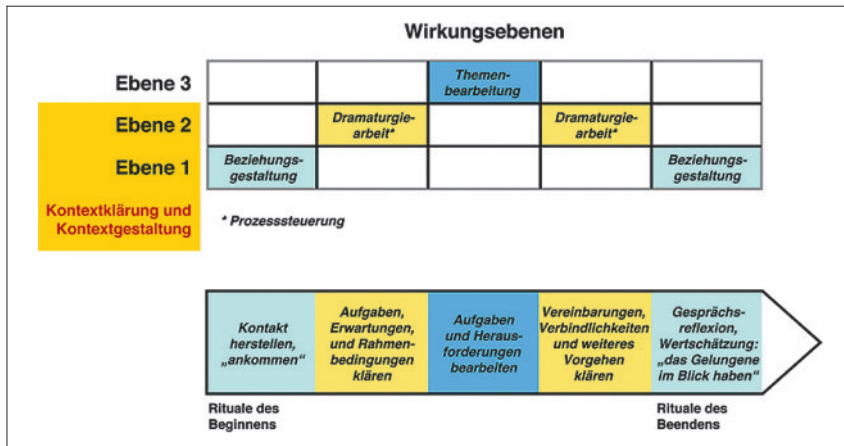 Wirkungsebenen
Ebene 3
Themen-
bearbeitung
Ebene 2
Dramaturgie-
arbeit*
Dramaturgie-
arbeit*
Ebene 1
Beziehungs-
gestaltung
Beziehungs-
gestaltung
Kontextklärung und
Kontextgestaltung
* Prozesssteuerung
Kontakt
herstellen,
„ankommen“
Aufgaben,
Erwartungen,
und Rahmen-
bedingungen
klären
Aufgaben
und Heraus-
forderungen
bearbeiten
Vereinbarungen,
Verbindlichkeiten
und weiteres
Vorgehen
klären
Gesprächs-
reflexion,
Wertschätzung:
„das Gelungene
im Blick haben“
Rituale des
Beginnens
Rituale des
Beendens